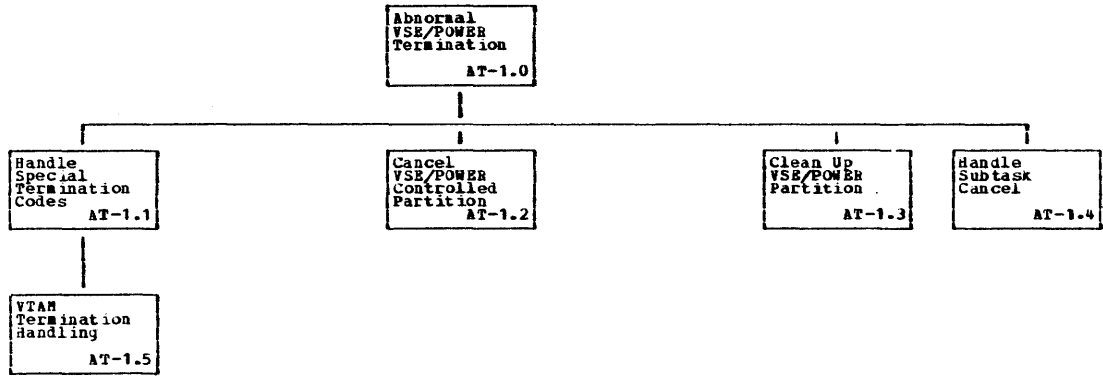 Abnormal
VSE/POWER
Termination
AT-1.0
Handle
Special
Termination
Codes
AT-1.1
Cancel
VSE/POWER
Controlled
Partition
AT-1.2
Clean Up
VSE/POWER
Partition
AT-1.3
Handle
Subtask
Cancel
AT-1.4
VTAM
Termination
Handling
AT-1.5